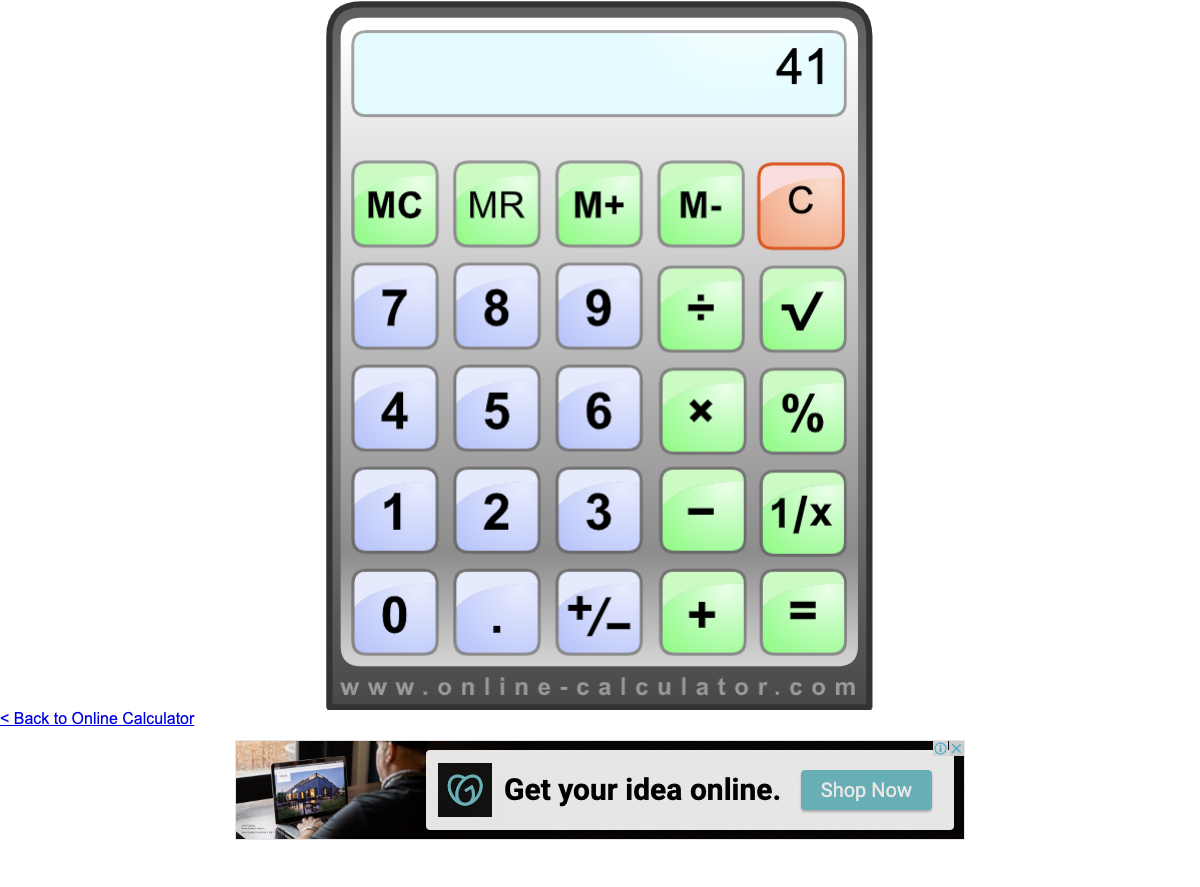 41
MC MR M+ M- C
7 8 9 ÷ √
4 5 6 × %
1 2 3 − 1/x
0 . +/− + =
www.online-calculator.com
< Back to Online Calculator
Get your idea online.
Shop Now